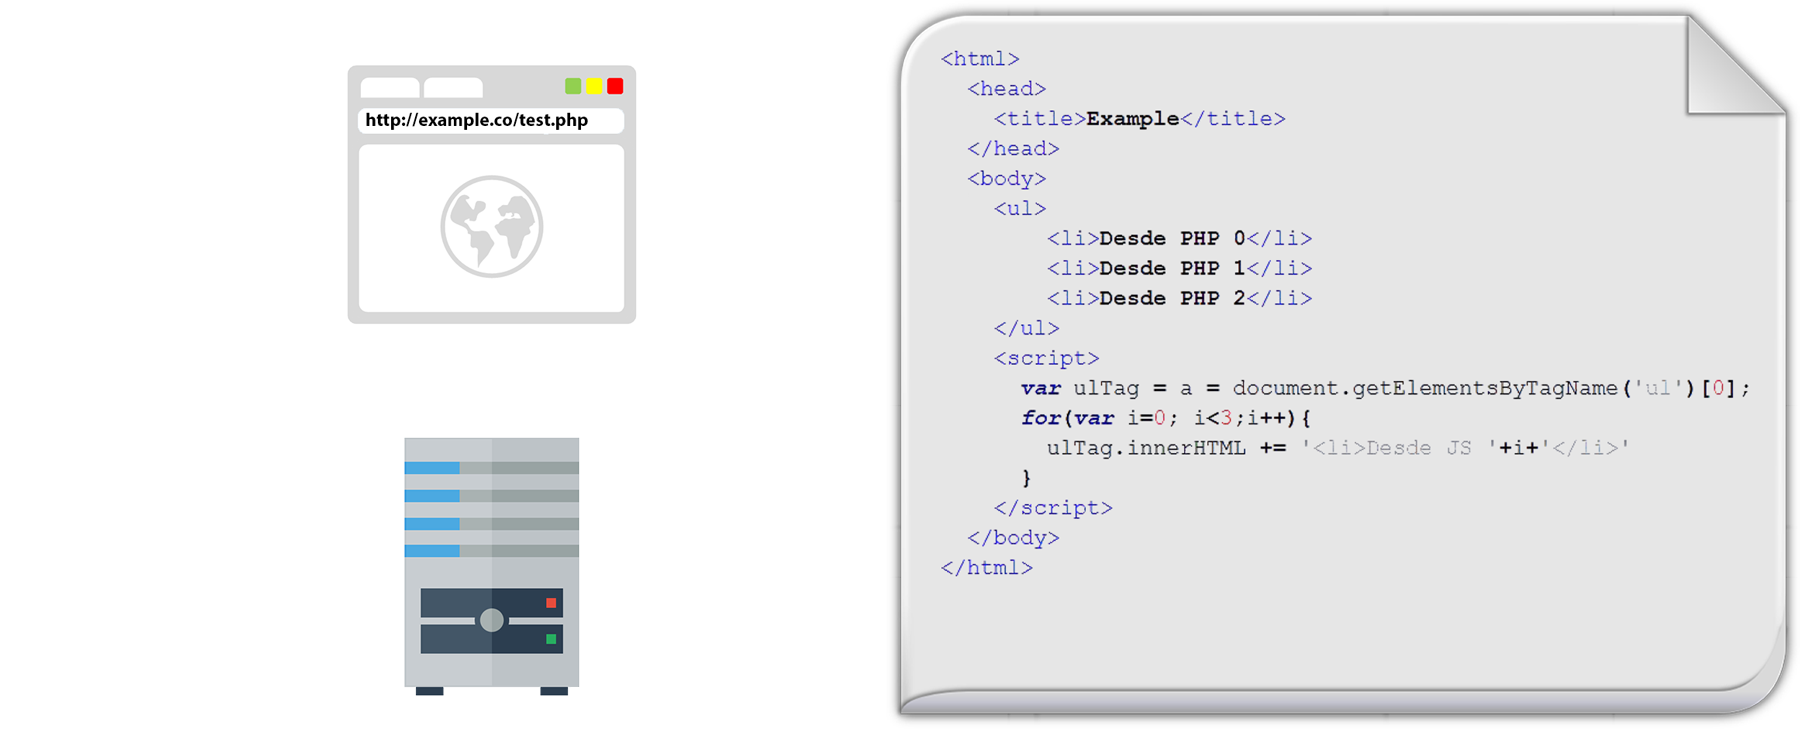 http://example.co/test.php
<html>
<head>
<title>Example</title>
</head>
<body>
<ul>
<li>Desde PHP 0</li>
<li>Desde PHP 1</li>
<li>Desde PHP 2</li>
</ul>
<script>
var ulTag = a = document.getElementsByTagName('ul')[0];
for(var i=0; i<3;i++){
ulTag.innerHTML += '<li>Desde JS '+i+'</li>'
}
</script>
</body>
</html>